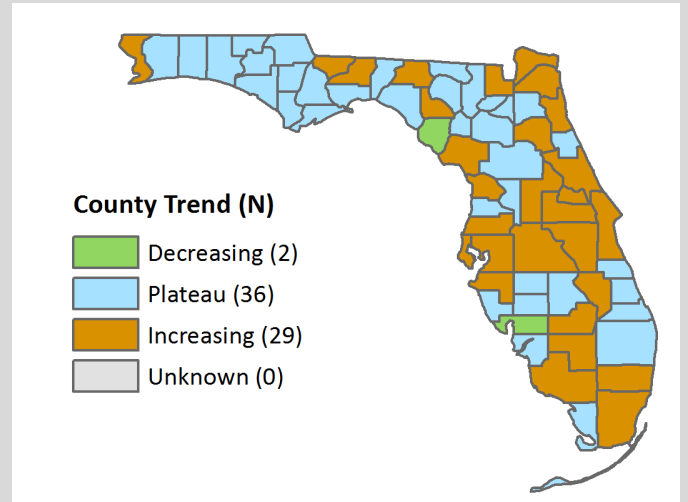 County Trend (N)
Decreasing (2)
Plateau (36)
Increasing (29)
Unknown (0)